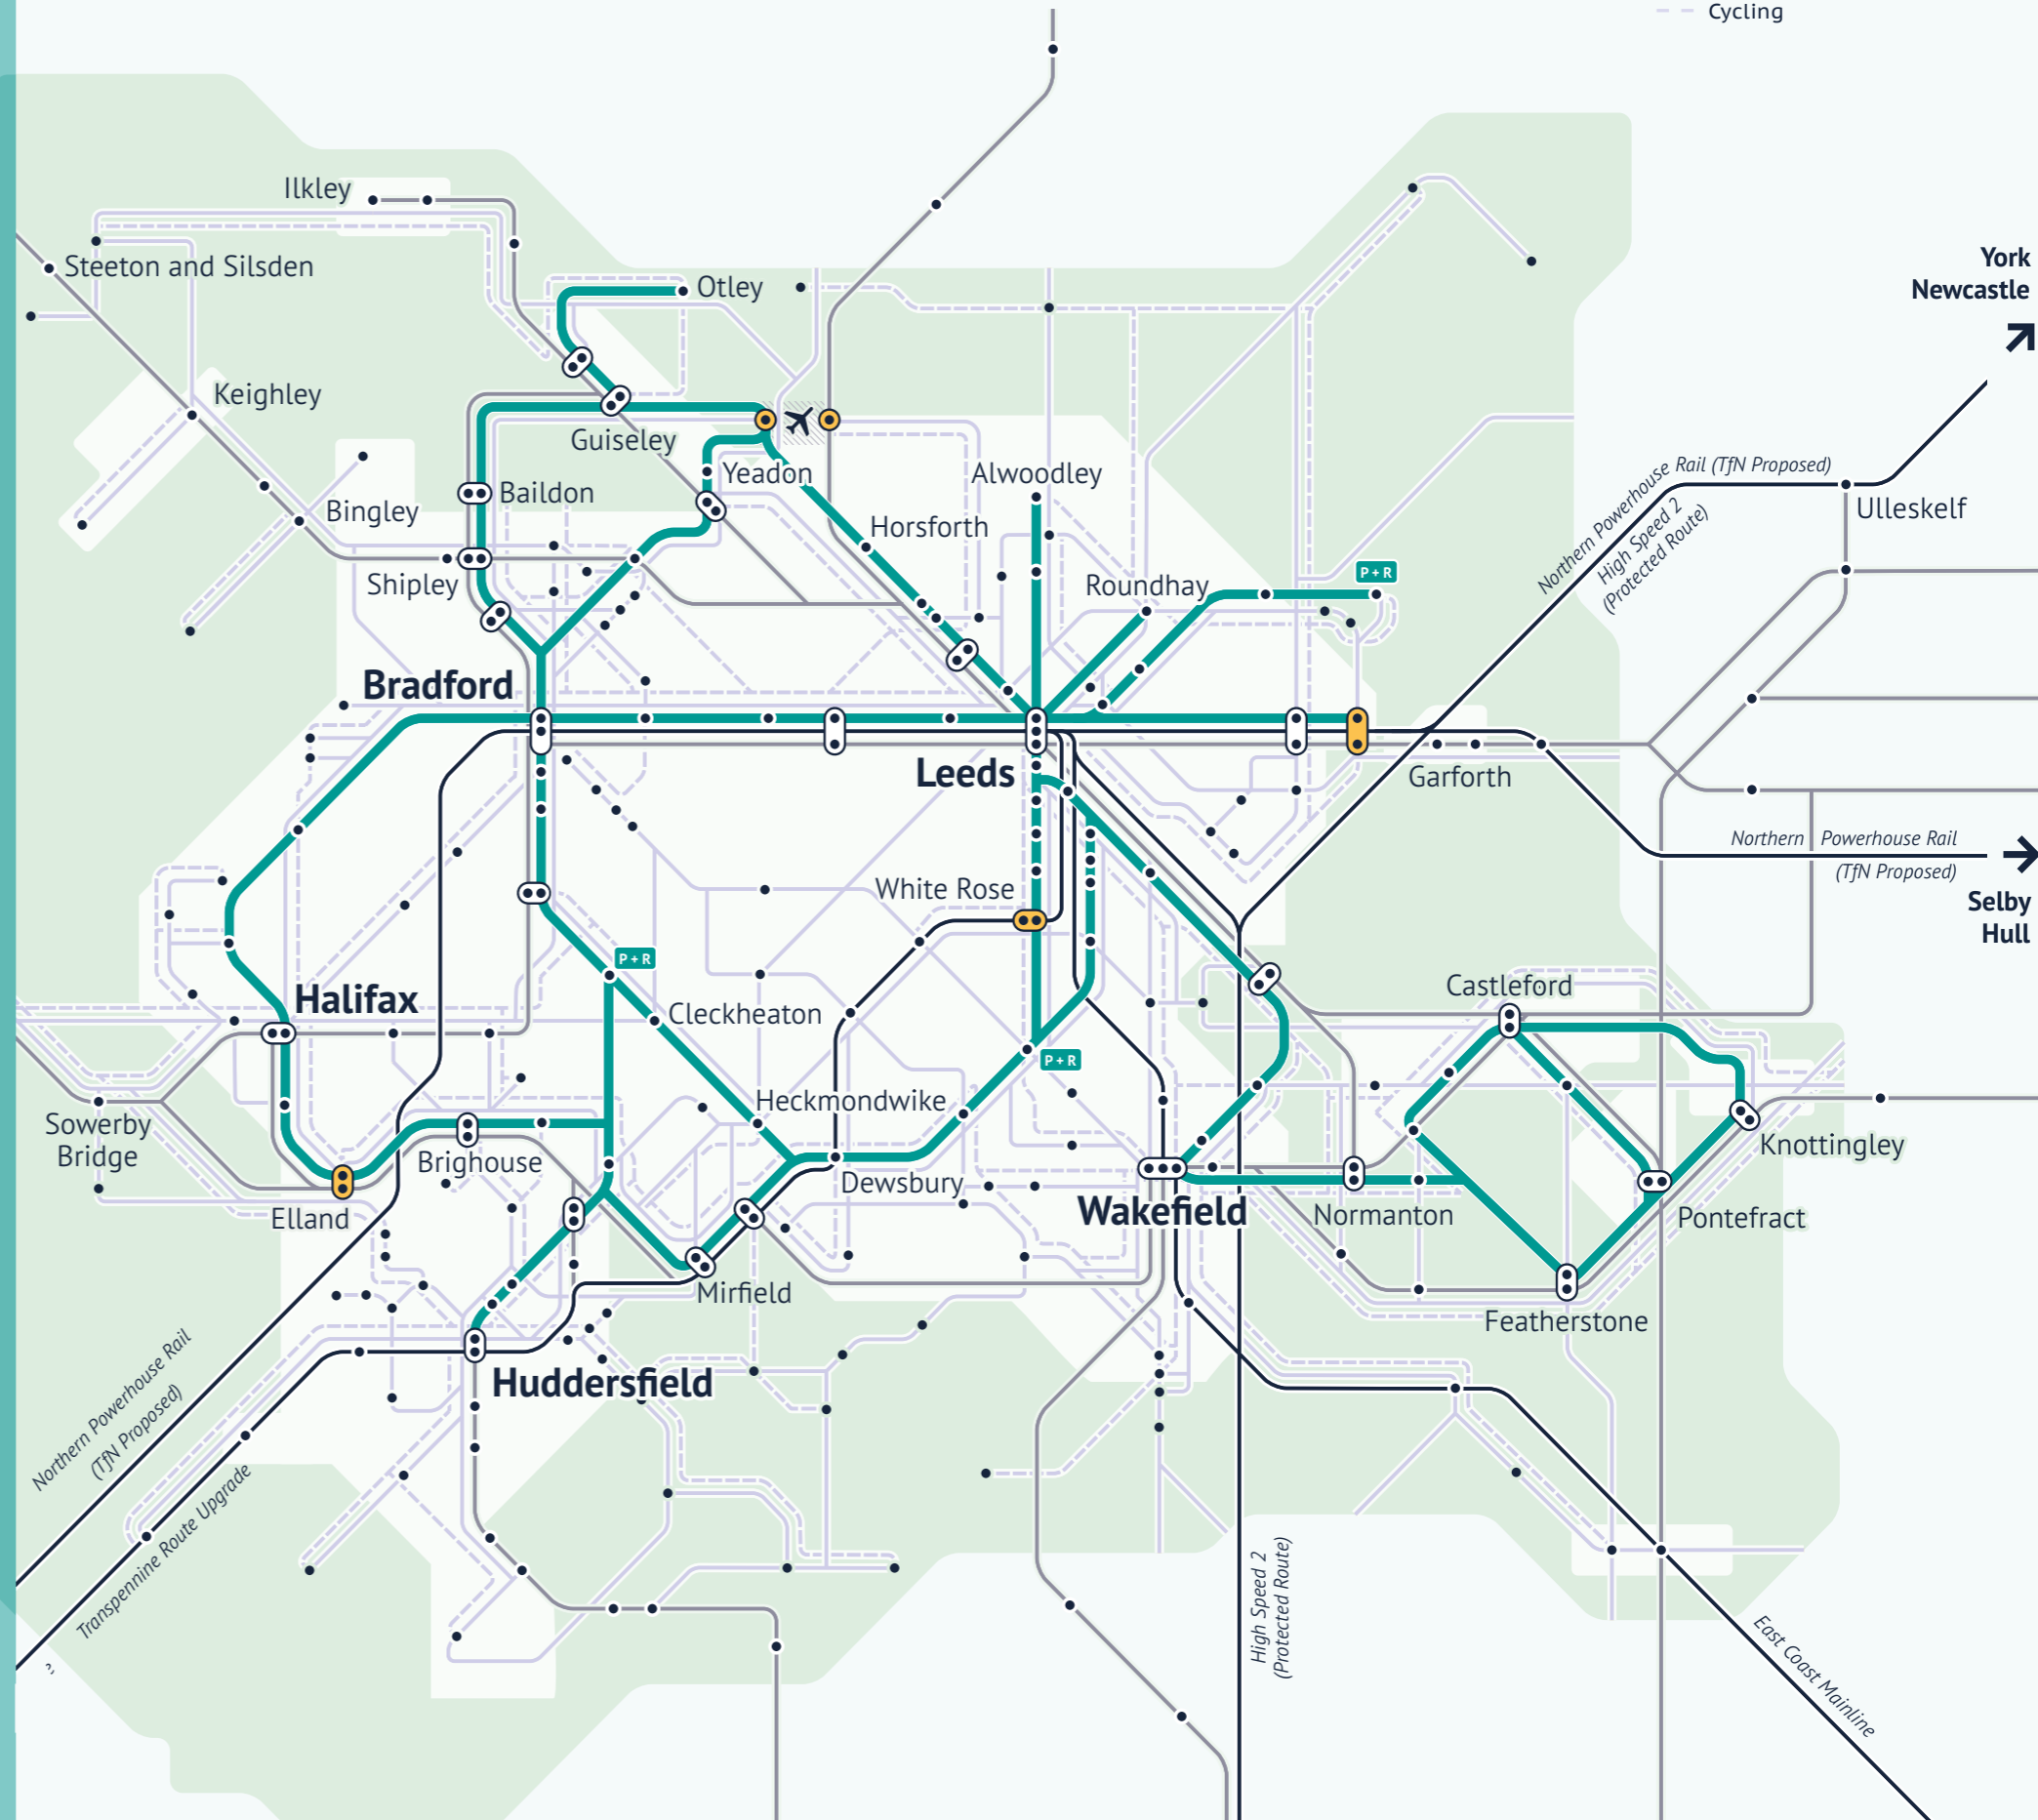 Cycling
Ilkley
York
Newcastle
Steeton and Silsden
Otley
Keighley
Guiseley
Yeadon
Alwoodley
Northern Powerhouse Rail (TfN Proposed)
High Speed 2
(Protected Route)
Ulleskelf
Baildon
Bingley
Horsforth
Shipley
Roundhay
P + R
Bradford
Leeds
Garforth
Northern Powerhouse Rail
(TfN Proposed)
Selby
Hull
White Rose
P + R
Halifax
Castleford
Cleckheaton
P + R
Heckmondwike
Sowerby
Bridge
Brighouse
Knottingley
Dewsbury
Elland
Wakefield
Normanton
Pontefract
Mirfield
Featherstone
Northern Powerhouse Rail
(TfN Proposed)
Huddersfield
Transpennine Route Upgrade
High Speed 2
(Protected Route)
East Coast Mainline